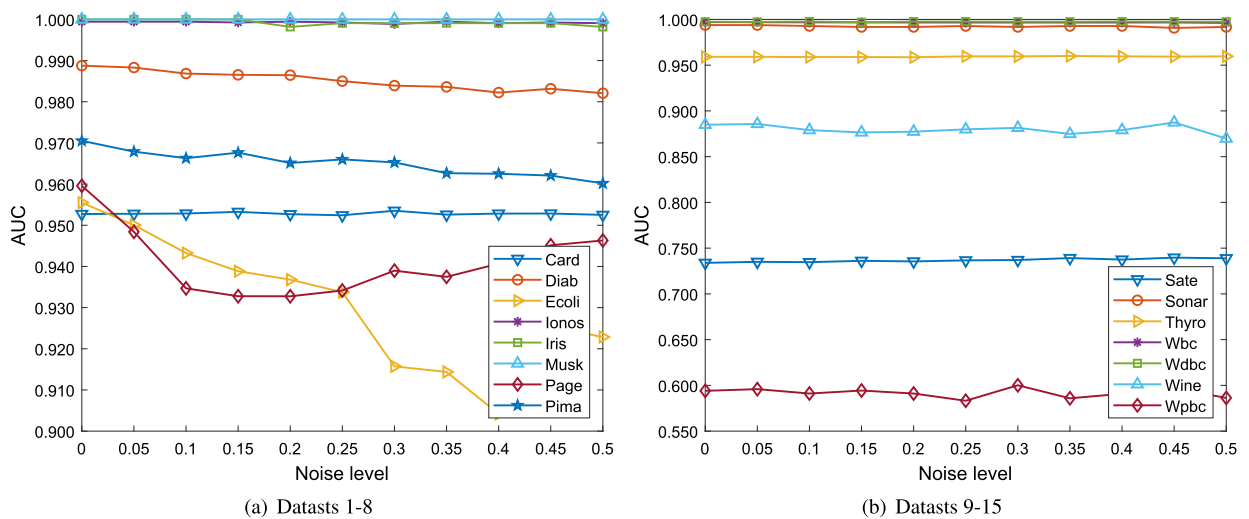 1.000
0.990
0.980
0.970
0.960
0.950
0.940
0.930
0.920
0.910
0.900
AUC
0 0.05 0.1 0.15 0.2 0.25 0.3 0.35 0.4 0.45 0.5
Noise level
Card
Diab
Ecoli
Ionos
Iris
Musk
Page
Pima
(a) Datasts 1-8
1.000
0.950
0.900
0.850
0.800
0.750
0.700
0.650
0.600
0.550
AUC
0 0.05 0.1 0.15 0.2 0.25 0.3 0.35 0.4 0.45 0.5
Noise level
Sate
Sonar
Thyro
Wbc
Wdbc
Wine
Wpbc
(b) Datasts 9-15